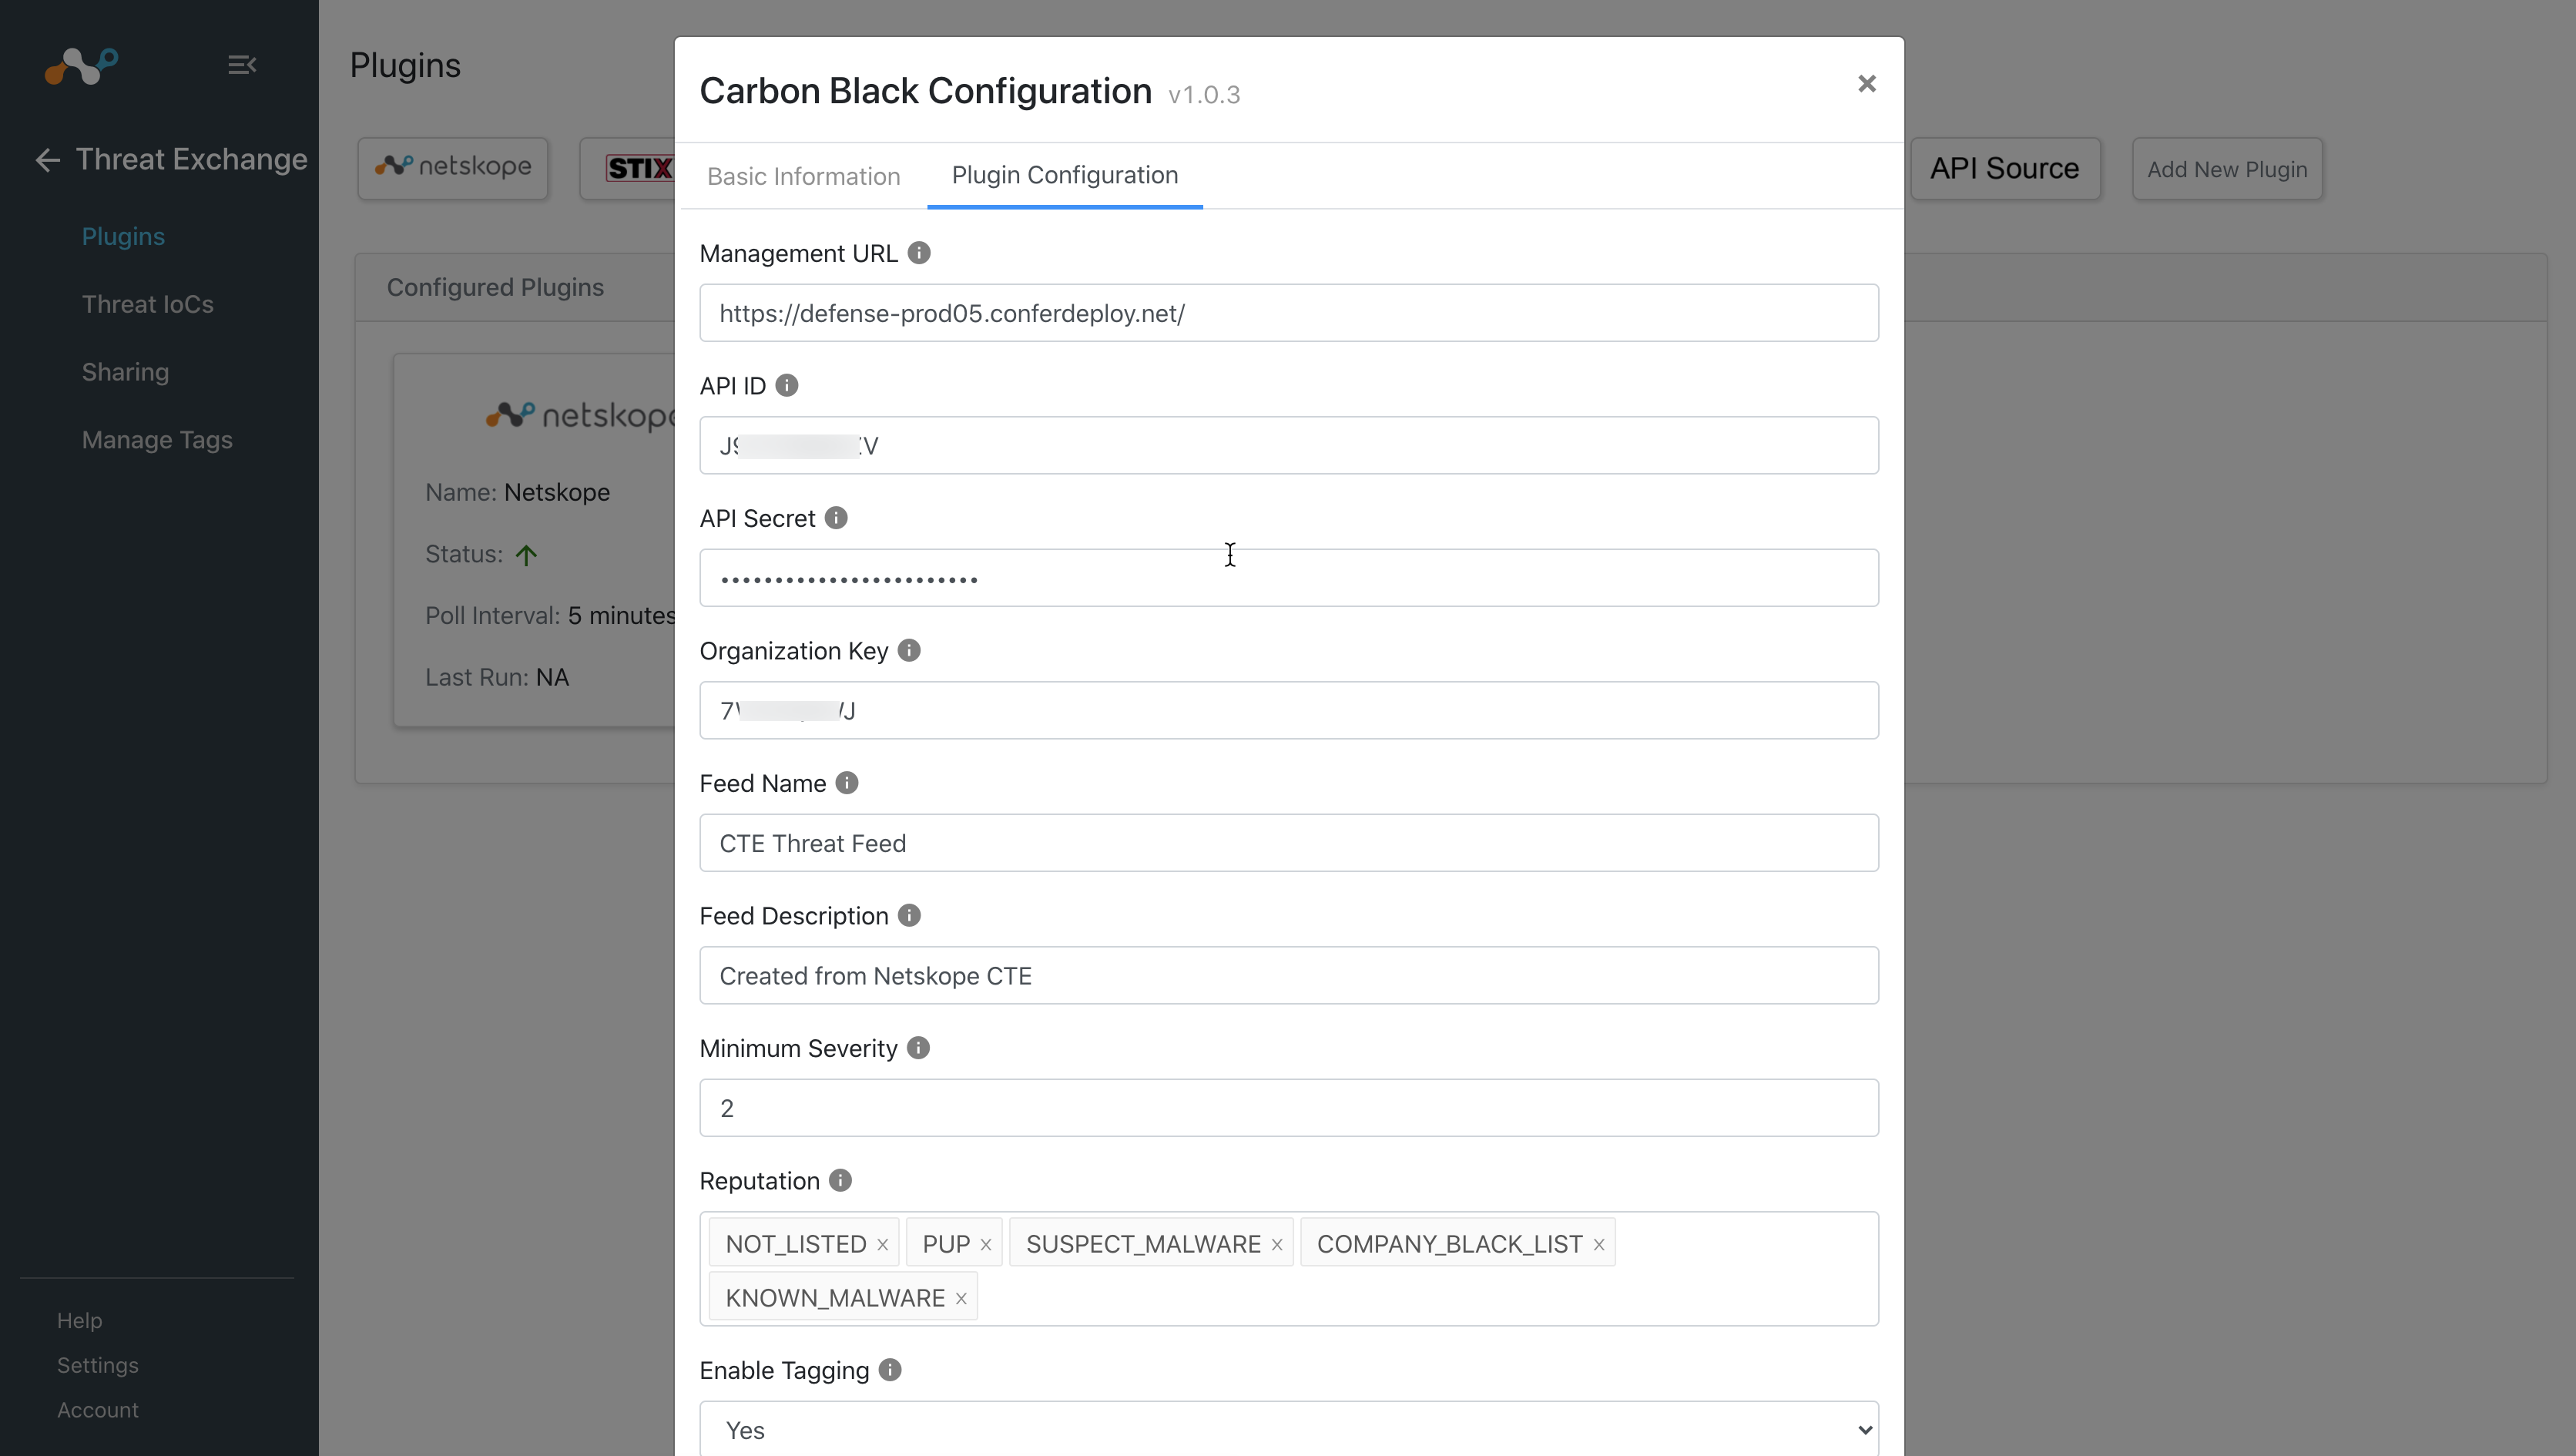 Threat Exchange
Plugins
Threat IoCs
Sharing
Manage Tags
Help
Settings
Account
Plugins
netskope
STIX
API Source
Add New Plugin
Configured Plugins
netskope
Name: Netskope
Status:
Poll Interval: 5 minutes
Last Run: NA
Carbon Black Configuration v1.0.3
Basic Information
Plugin Configuration
Management URL
https://defense-prod05.conferdeploy.net/
API ID
API Secret
••••••••••••••••••••••••
Organization Key
Feed Name
CTE Threat Feed
Feed Description
Created from Netskope CTE
Minimum Severity
2
Reputation
NOT_LISTED × PUP × SUSPECT_MALWARE × COMPANY_BLACK_LIST ×
KNOWN_MALWARE ×
Enable Tagging
Yes